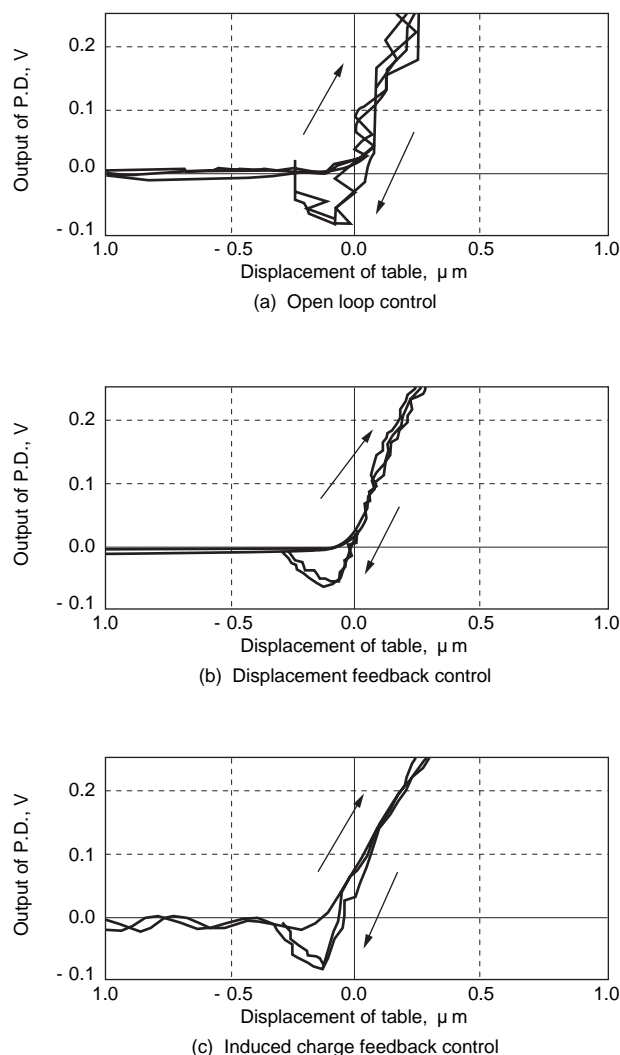 Output of P.D., V
0.2
0.1
0.0
- 0.1
1.0 - 0.5 0.0 0.5 1.0
Displacement of table, μ m
(a) Open loop control
Output of P.D., V
0.2
0.1
0.0
- 0.1
1.0 - 0.5 0.0 0.5 1.0
Displacement of table, μ m
(b) Displacement feedback control
Output of P.D., V
0.2
0.1
0.0
- 0.1
1.0 - 0.5 0.0 0.5 1.0
Displacement of table, μ m
(c) Induced charge feedback control